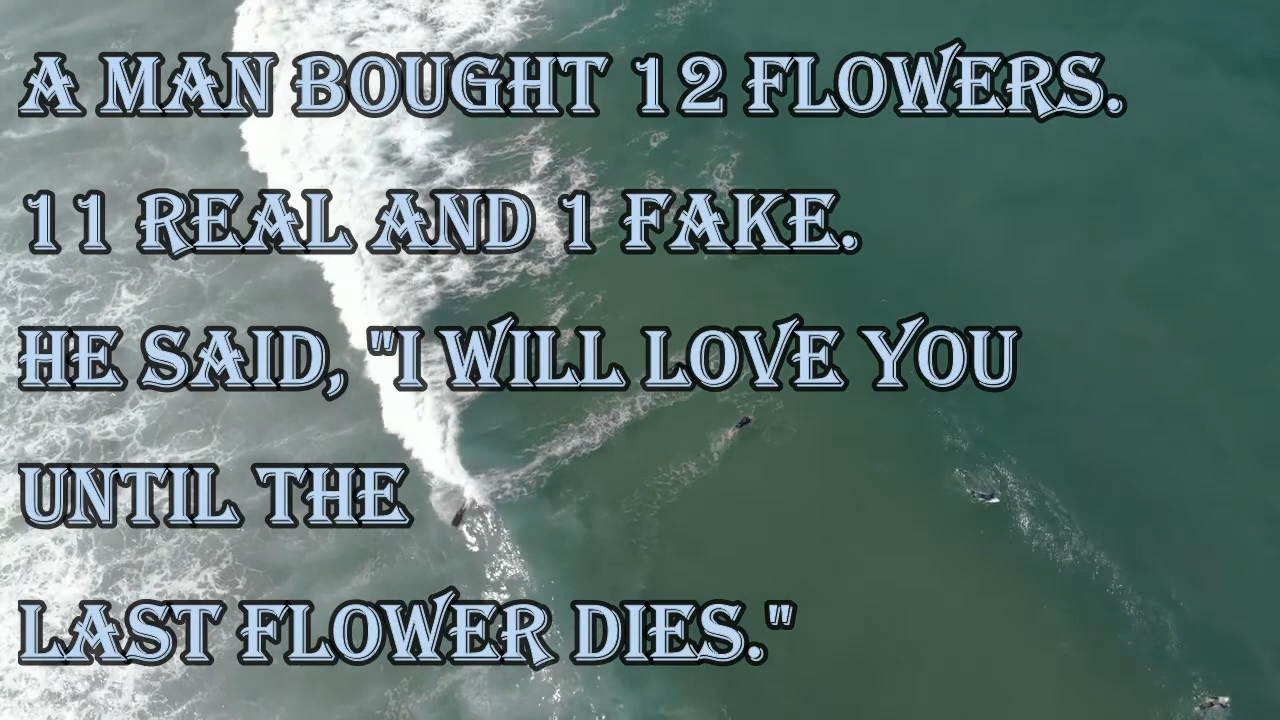 A MAN BOUGHT 12 FLOWERS.
11 REAL AND 1 FAKE.
HE SAID, "I WILL LOVE YOU
UNTIL THE
LAST FLOWER DIES."